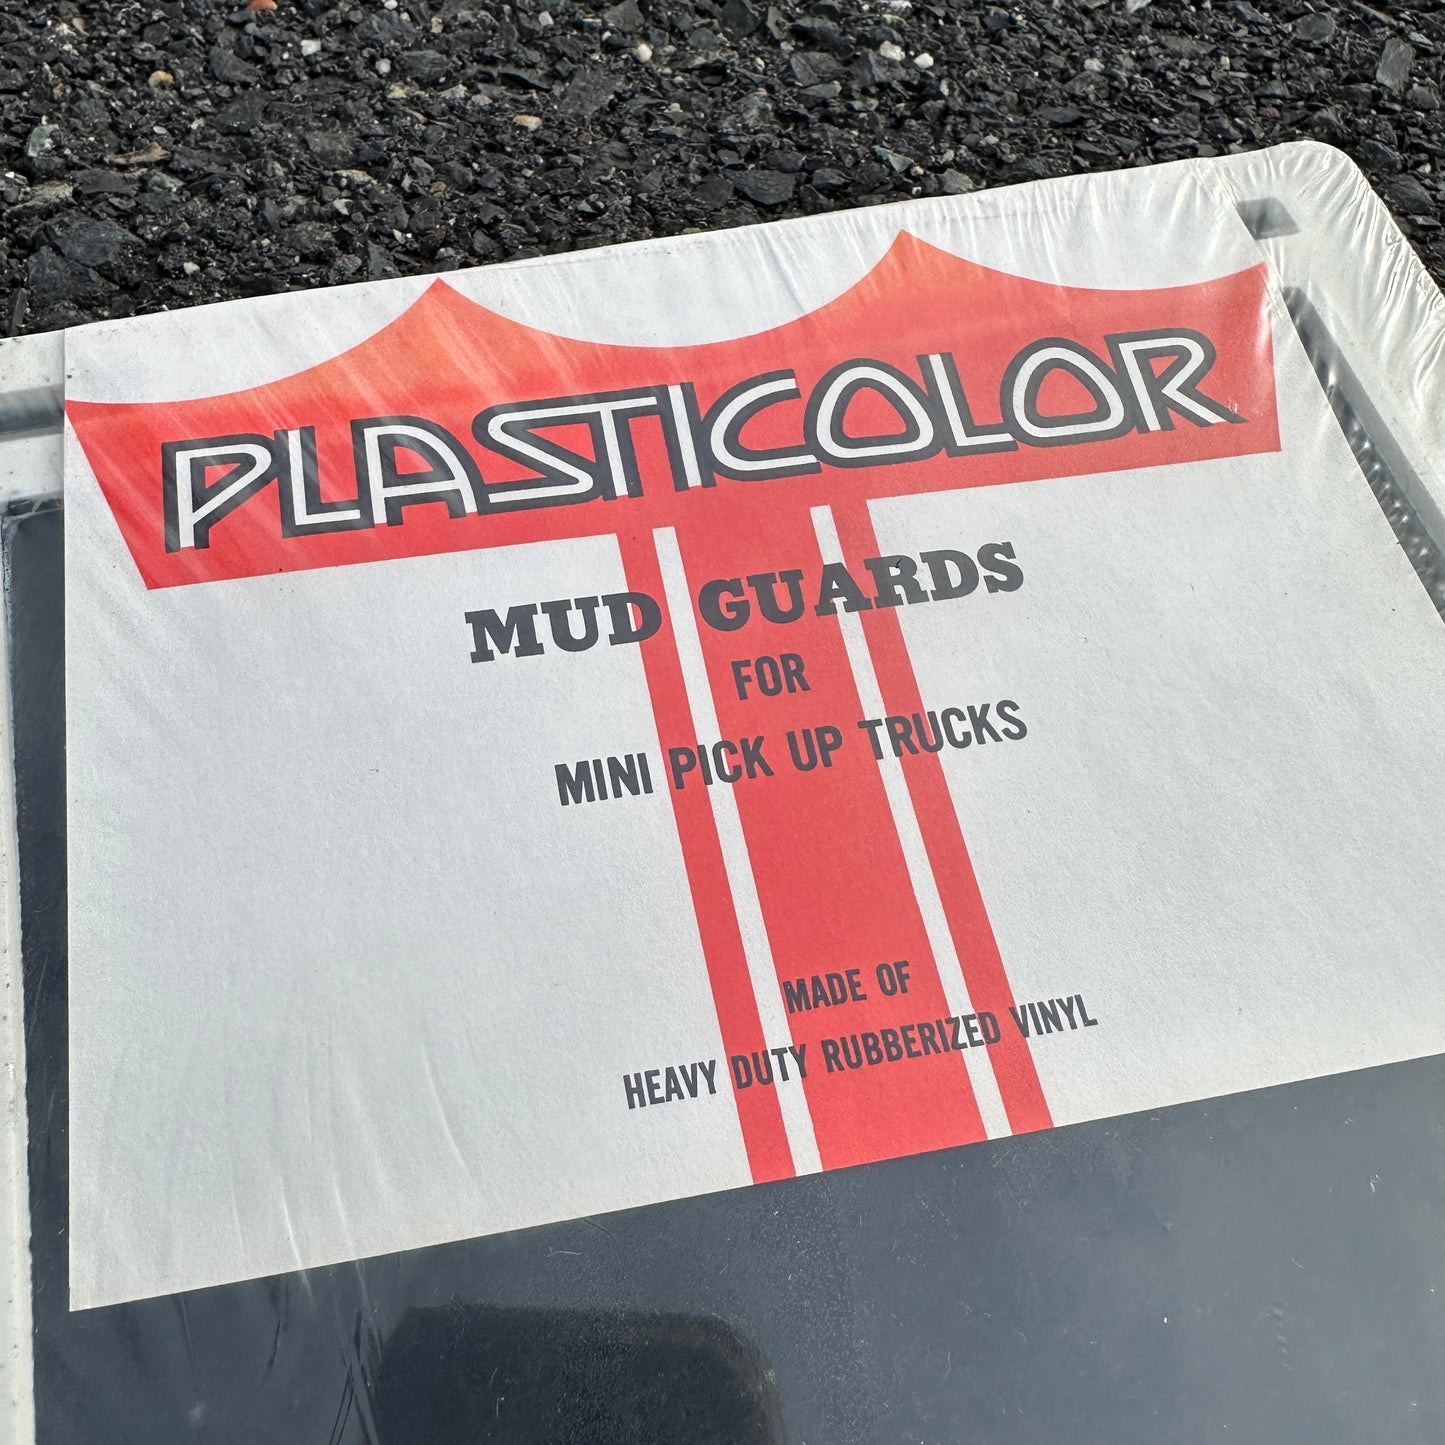 PLASTICOLOR
MUD GUARDS
FOR
MINI PICK UP TRUCKS
MADE OF
HEAVY DUTY RUBBERIZED VINYL